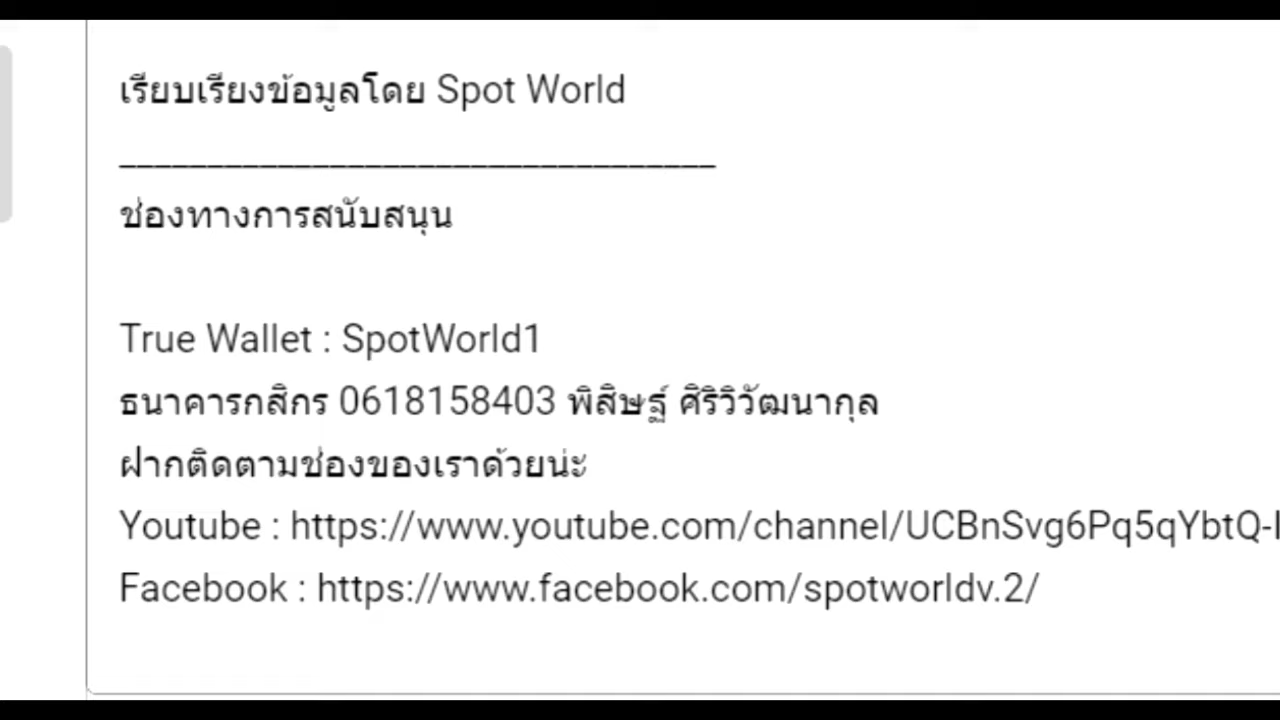 เรียบเรียงข้อมูลโดย Spot World
__________________________________
ช่องทางการสนับสนุน
True Wallet : SpotWorld1
ธนาคารกสิกร 0618158403 พิสิษฐ์ ศิริวิวัฒนากุล
ฝากติดตามช่องของเราด้วยน่ะ
Youtube : https://www.youtube.com/channel/UCBnSvg6Pq5qYbtQ-
Facebook : https://www.facebook.com/spotworldv.2/